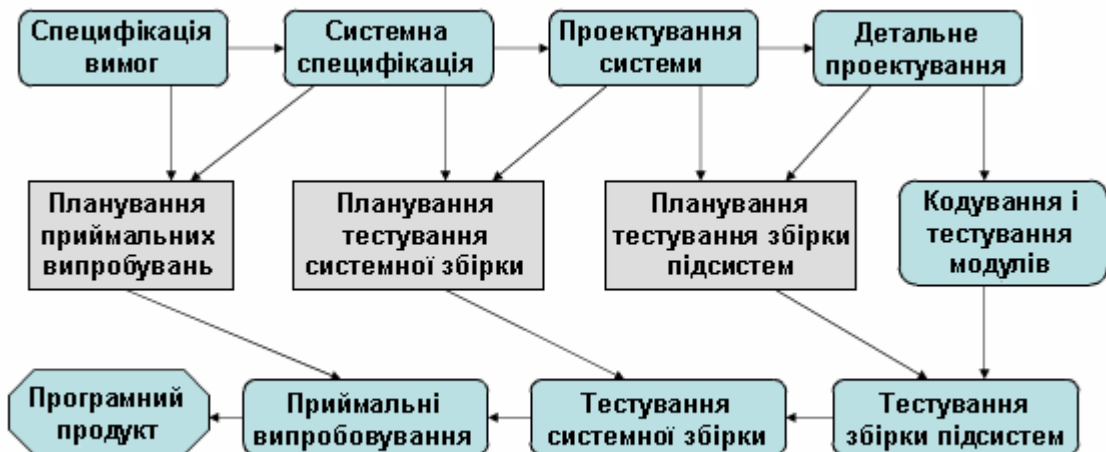 Специфікація
вимог
Системна
специфікація
Проектування
системи
Детальне
проектування
Планування
приймальних
випробувань
Планування
тестування
системної збірки
Планування
тестування збірки
підсистем
Кодування і
тестування
модулів
Програмний
продукт
Приймальні
випробовування
Тестування
системної збірки
Тестування
збірки підсистем